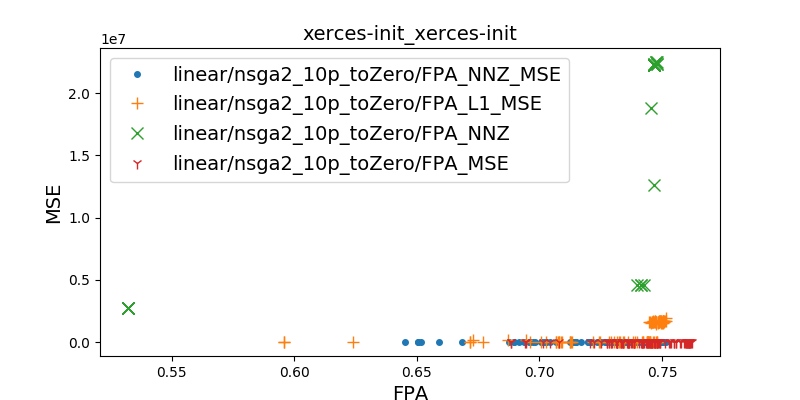 xerces-init_xerces-init
1e7
linear/nsga2_10p_toZero/FPA_NNZ_MSE
linear/nsga2_10p_toZero/FPA_L1_MSE
linear/nsga2_10p_toZero/FPA_NNZ
linear/nsga2_10p_toZero/FPA_MSE
2.0
1.5
1.0
0.5
0.0
MSE
0.55 0.60 0.65 0.70 0.75
FPA